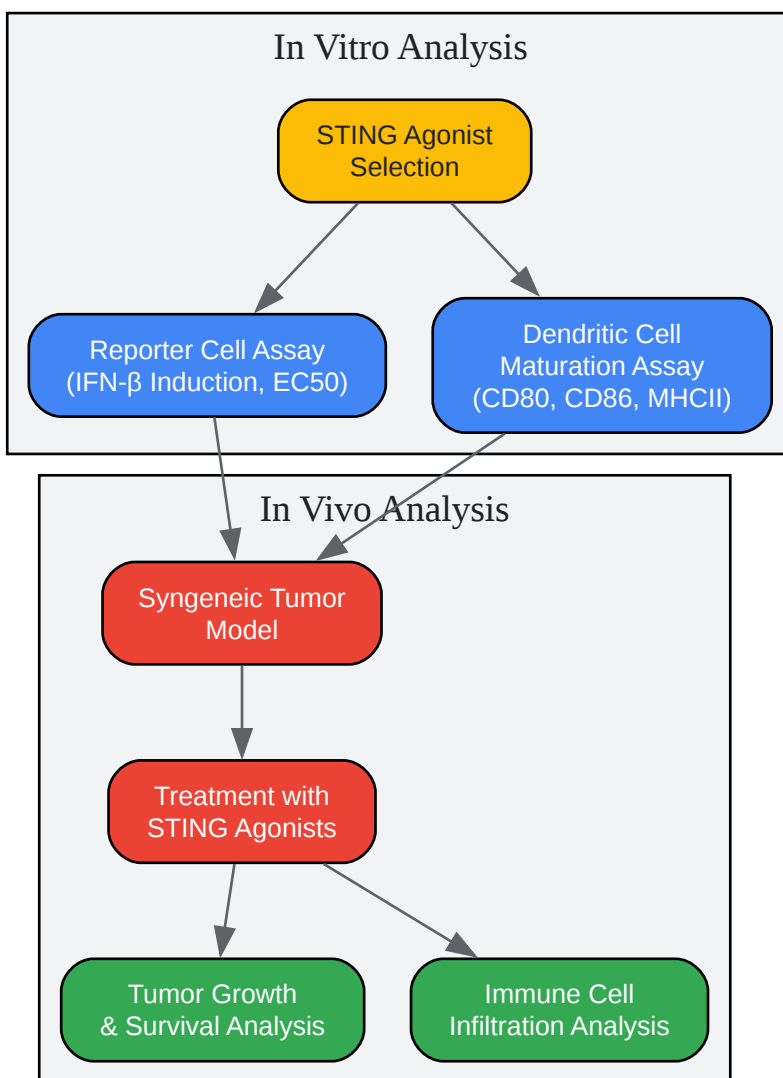 In Vitro Analysis
STING Agonist
Selection
Reporter Cell Assay
(IFN-β Induction, EC50)
Dendritic Cell
Maturation Assay
(CD80, CD86, MHCII)
In Vivo Analysis
Syngeneic Tumor
Model
Treatment with
STING Agonists
Tumor Growth
& Survival Analysis
Immune Cell
Infiltration Analysis